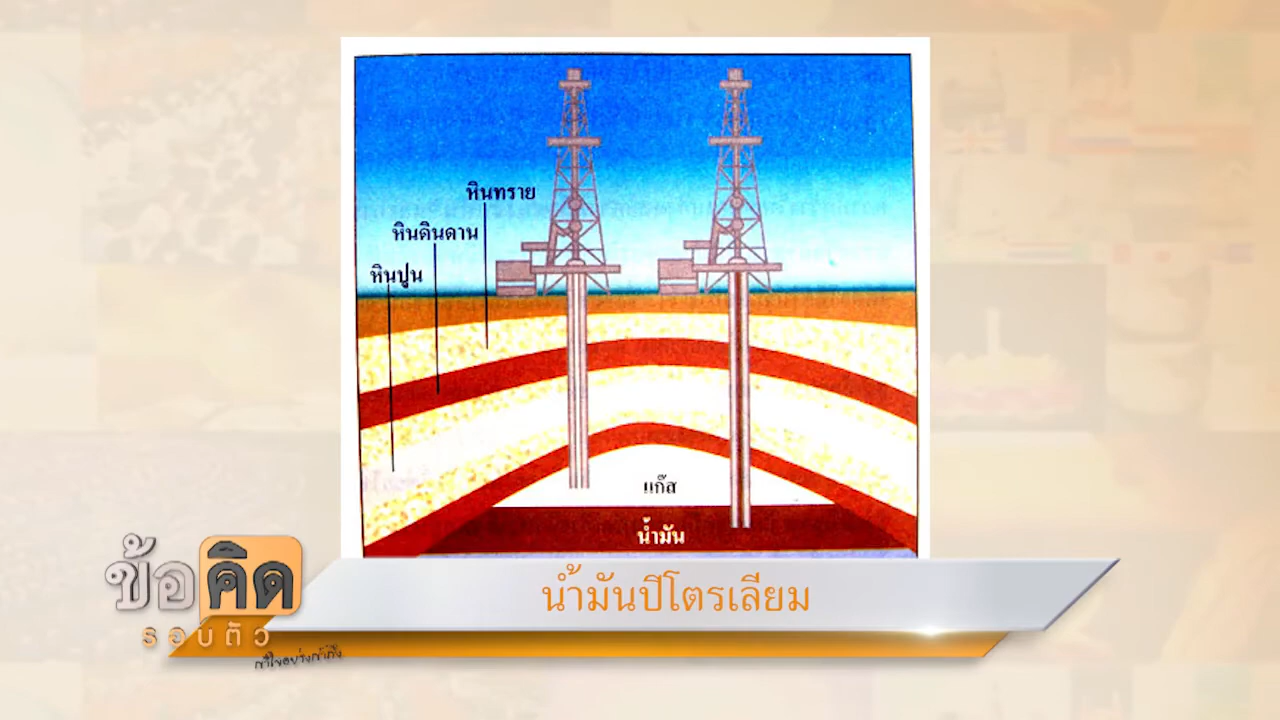 หินทราย
หินดินดาน
หินปูน
แก๊ส
น้ำมัน
น้ำมันปีโตรเลียม
ข้อคิด
รอบตัว